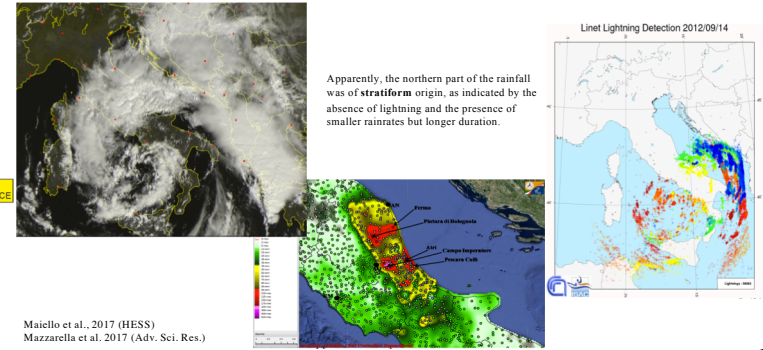 Linet Lightning Detection 2012/09/14
Apparently, the northern part of the rainfall
was of stratiform origin, as indicated by the
absence of lightning and the presence of
smaller rainrates but longer duration.
CE
Fermo
Pintura di Bolognola
Atri
Campo Imperatore
Pescara Colli
Maiello et al., 2017 (HESS)
Mazzarella et al. 2017 (Adv. Sci. Res.)